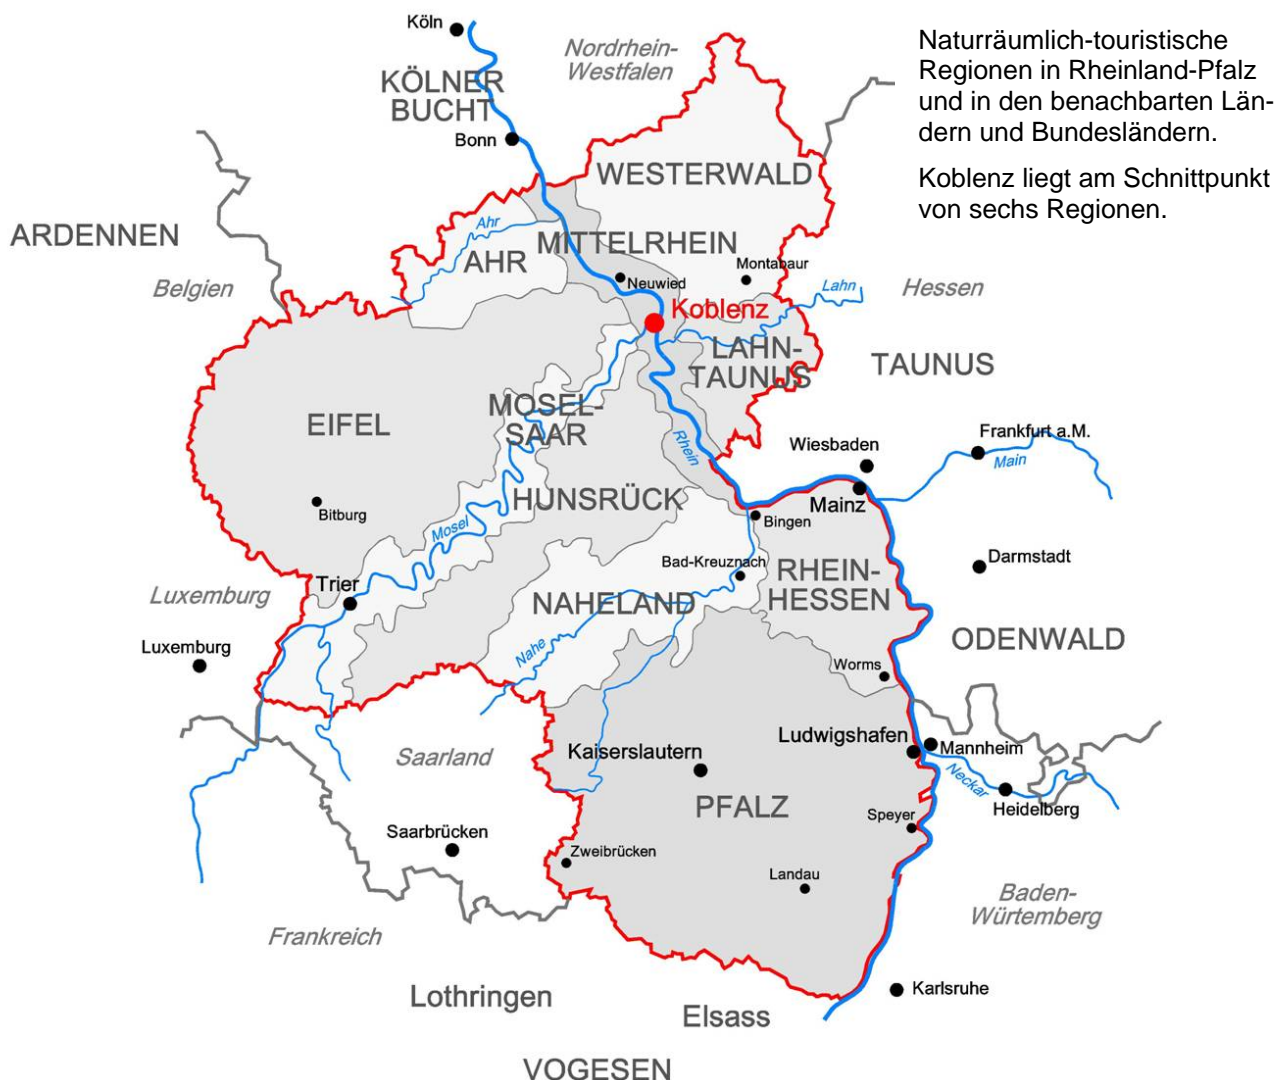 Naturräumlich-touristische
Regionen in Rheinland-Pfalz
und in den benachbarten Län-
dern und Bundesländern.
Koblenz liegt am Schnittpunkt
von sechs Regionen.
Köln
Nordrhein-
Westfalen
KÖLNER
BUCHT
Bonn
WESTERWALD
ARDENNEN
Ahr
MITTELRHEIN
AHR
Montabaur
Belgien
Neuwied
Lahn
Hessen
Koblenz
LAHN-
TAUNUS
TAUNUS
MOSEL-
SAAR
EIFEL
Rhein
Wiesbaden
Frankfurt a.M.
Main
HUNSRÜCK
Mainz
Bitburg
Mosel
Bingen
Darmstadt
Bad-Kreuznach
RHEIN-
HESSEN
Trier
Luxemburg
NAHELAND
ODENWALD
Luxemburg
Nahe
Worms
Ludwigshafen
Mannheim
Saarland
Kaiserslautern
Neckar
PFALZ
Heidelberg
Speyer
Saarbrücken
Zweibrücken
Landau
Baden-
Würtemberg
Frankreich
Karlsruhe
Lothringen
Elsass
VOGESEN